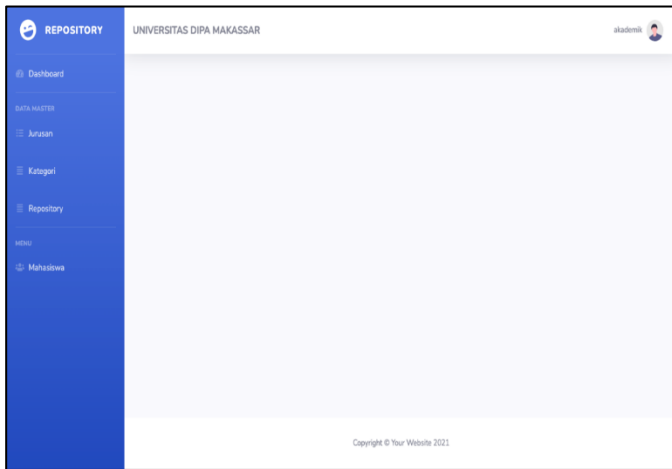 REPOSITORY
UNIVERSITAS DIPA MAKASSAR
akademik
Dashboard
DATA MASTER
Jurusan
Kategori
Repository
MENU
Mahasiswa
Copyright © Your Website 2021